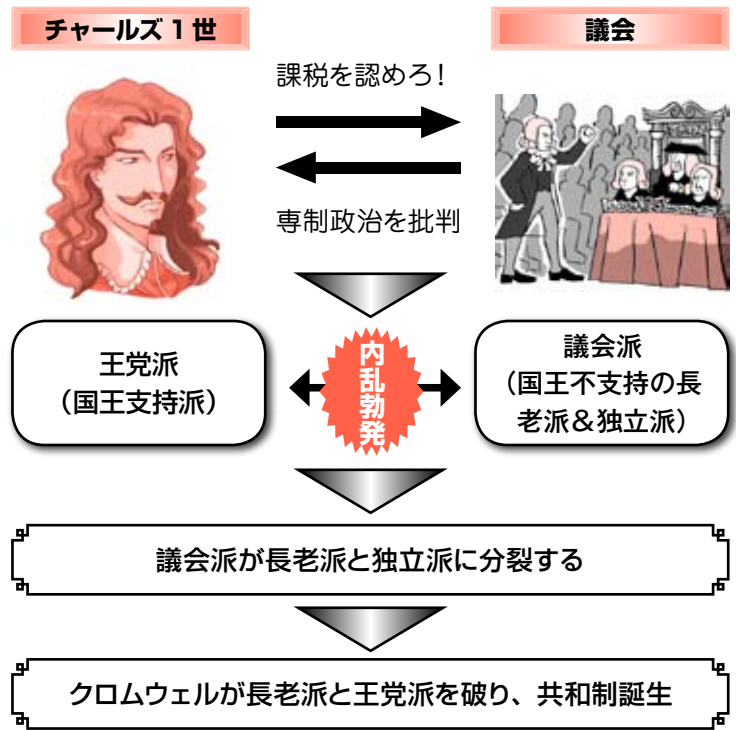 チャールズ1世
議会
課税を認めろ!
専制政治を批判
王党派
(国王支持派)
内乱勃発
議会派
(国王不支持の長
老派&独立派)
議会派が長老派と独立派に分裂する
クロムウェルが長老派と王党派を破り、共和制誕生